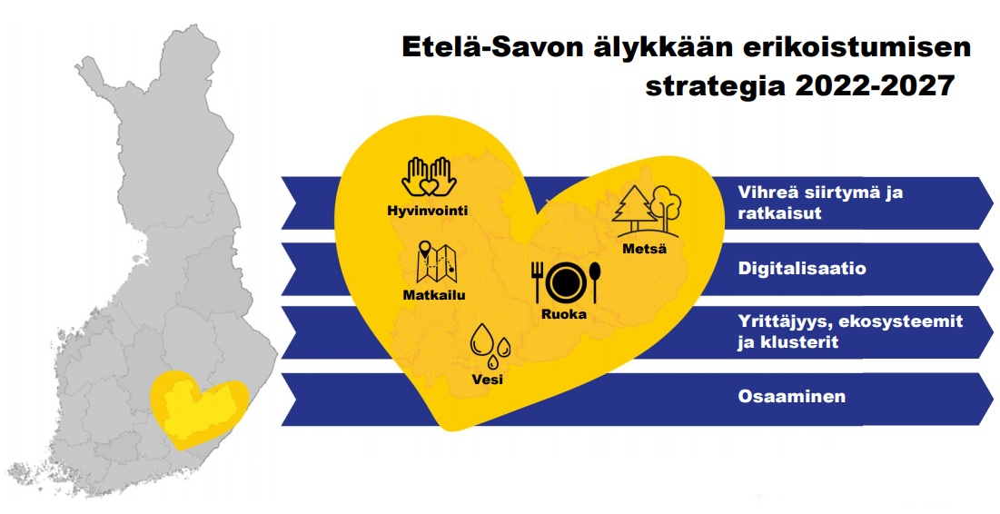 Etelä-Savon älykkään erikoistumisen
strategia 2022-2027
Hyvinvointi
Metsä
Matkailu
Ruoka
Vesi
Vihreä siirtymä ja
ratkaisut
Digitalisaatio
Yrittäjyys, ekosysteemit
ja klusterit
Osaaminen